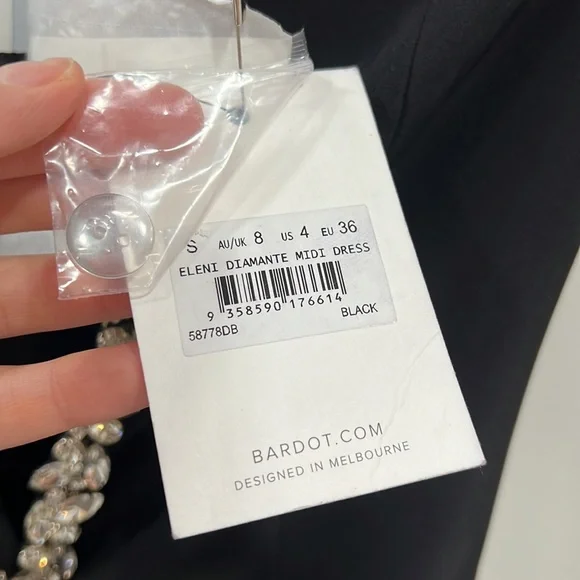 S AU/UK 8 US 4 EU 36
ELENI DIAMANTE MIDI DRESS
9 358590 176614
58778DB BLACK
BARDOT.COM
DESIGNED IN MELBOURNE